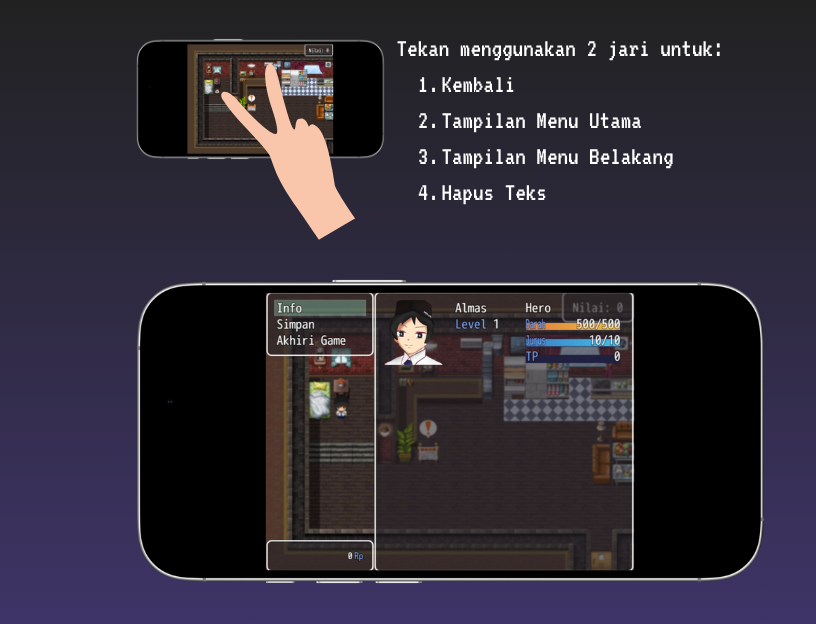 Nilai: 0
Tekan menggunakan 2 jari untuk:
1. Kembali
2. Tampilan Menu Utama
3. Tampilan Menu Belakang
4. Hapus Teks
Info
Simpan
Akhiri Game
Almas
Level 1
Hero
Nilai: 0
Darah 500/500
Jurus 10/10
TP 0
0 Rp